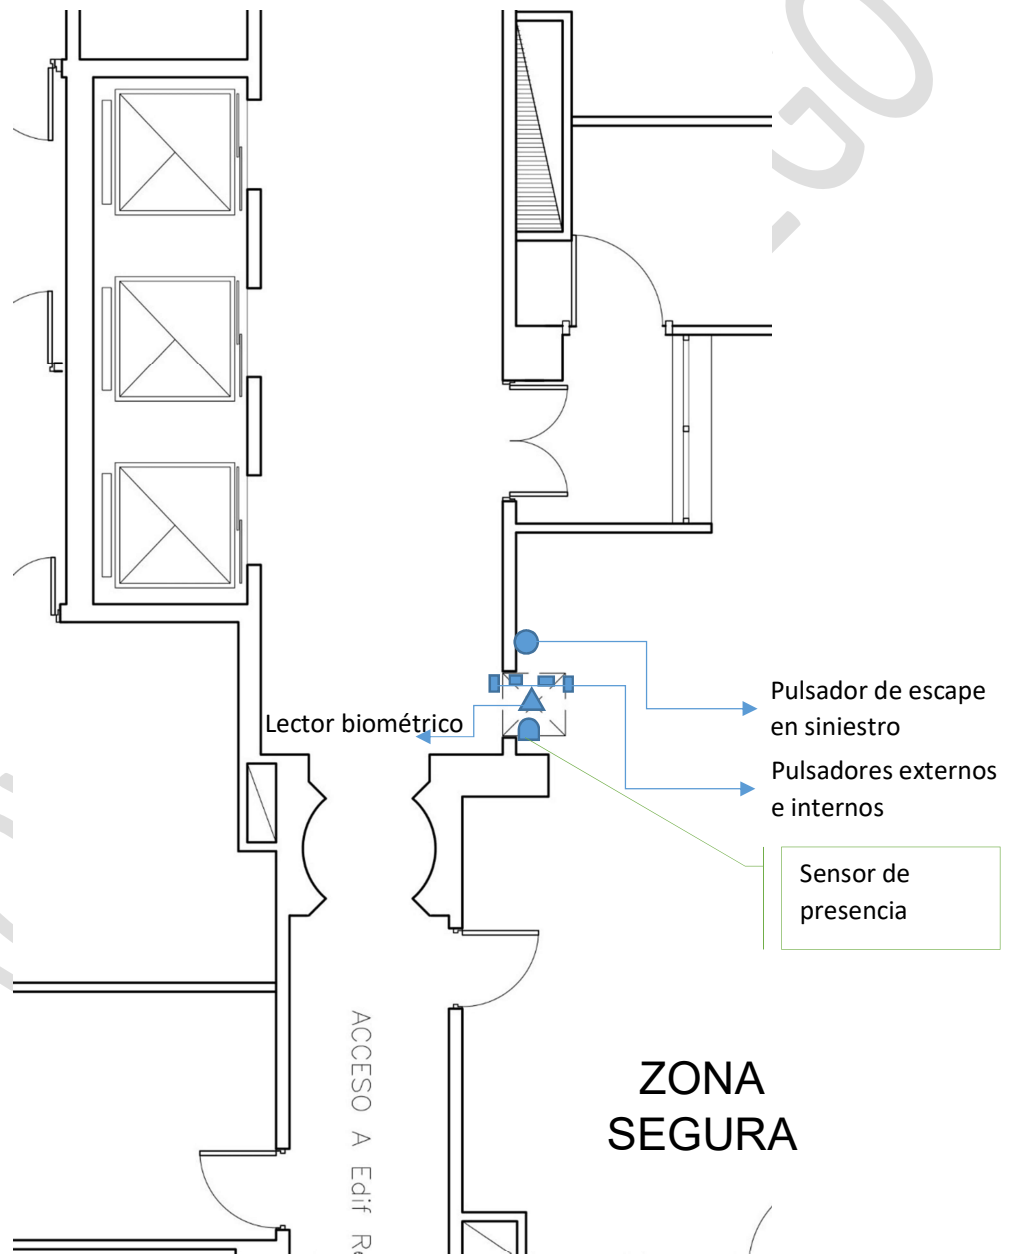 Pulsador de escape
en siniestro
Lector biométrico
Pulsadores externos
e internos
Sensor de
presencia
ACCESO A Edif
ZONA
SEGURA